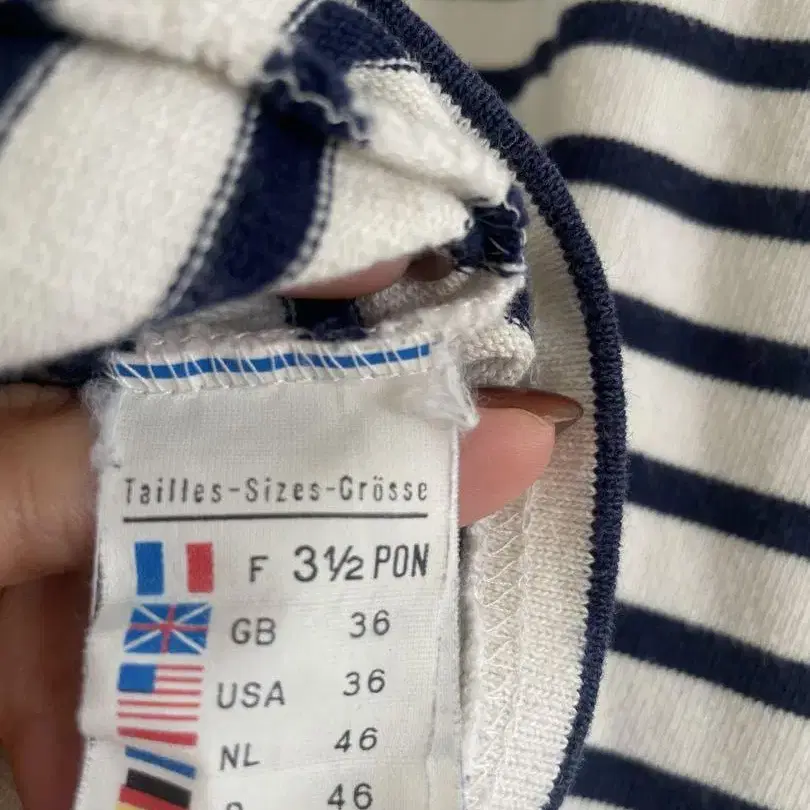 Tailles-Sizes-Grösse
F 3½ PON
GB 36
USA 36
NL 46
46